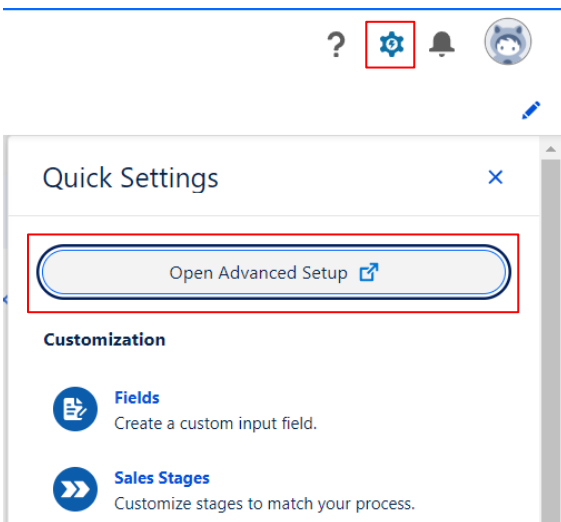 ?
Quick Settings
Open Advanced Setup
Customization
Fields
Create a custom input field.
Sales Stages
Customize stages to match your process.